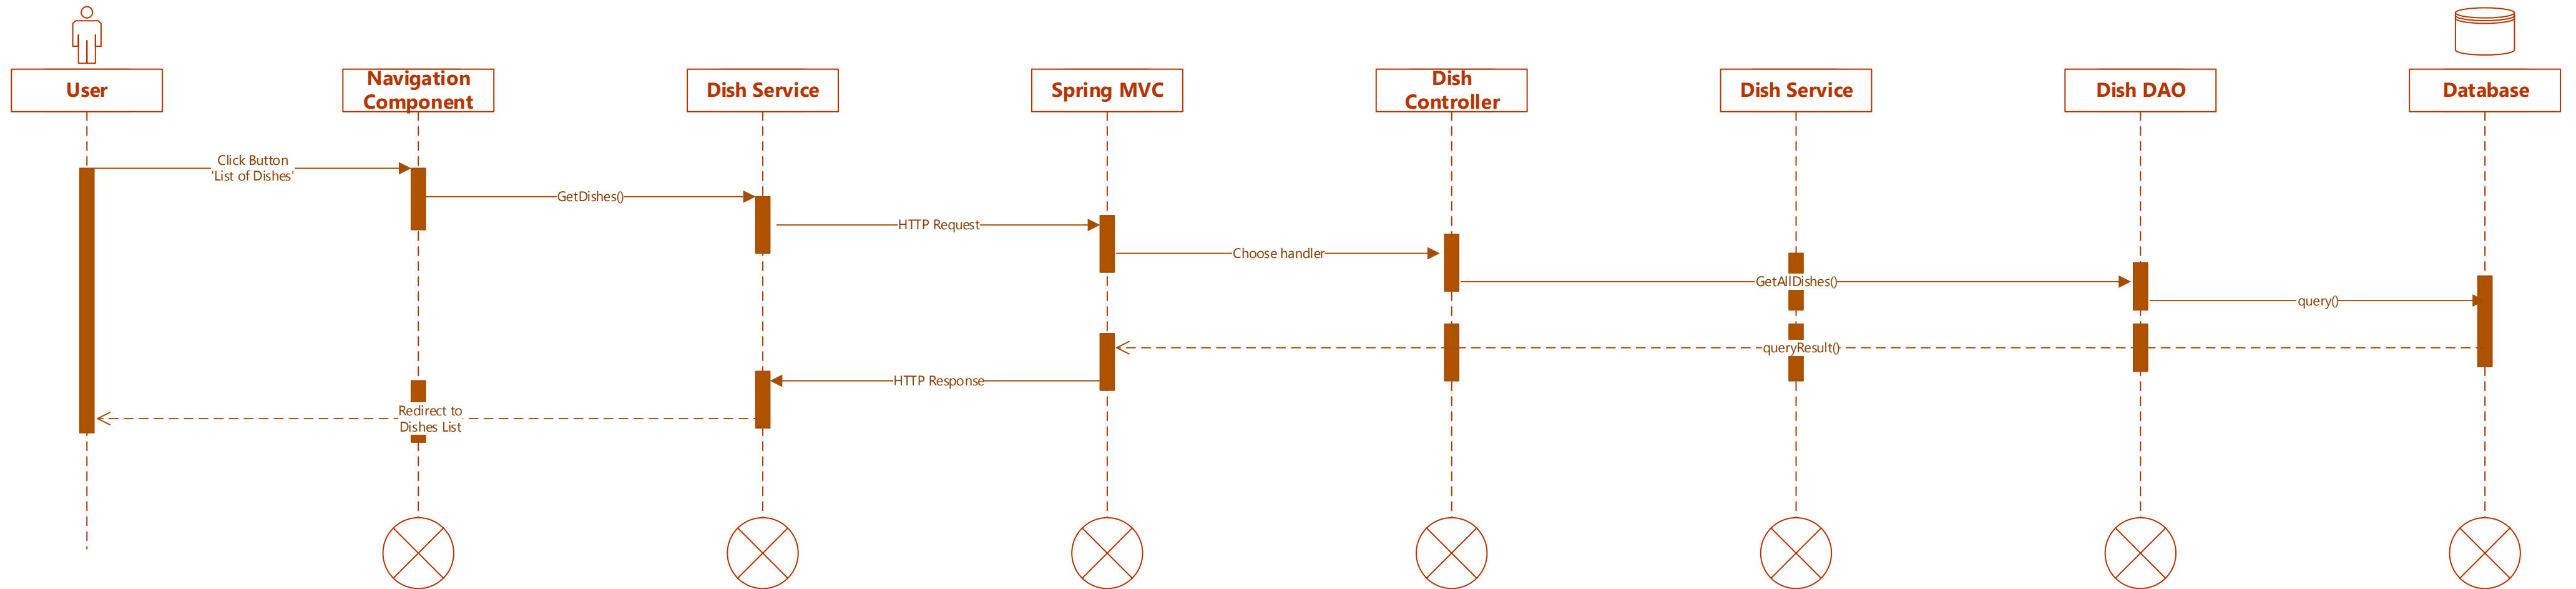 User
Navigation
Component
Dish Service
Spring MVC
Dish
Controller
Dish Service
Dish DAO
Database
Click Button
'List of Dishes'
GetDishes()
HTTP Request
Choose handler
GetAllDishes()
query()
queryResult()
HTTP Response
Redirect to
Dishes List